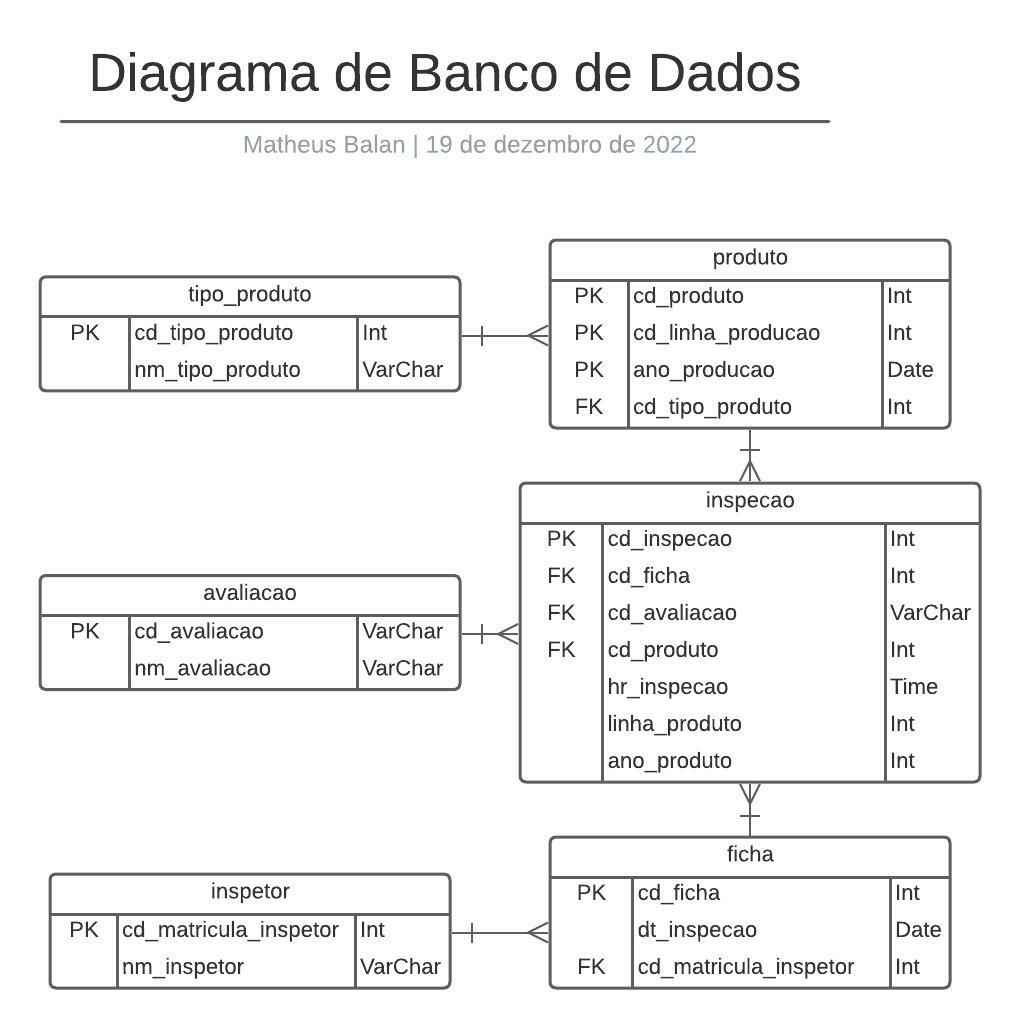 Diagrama de Banco de Dados
Matheus Balan | 19 de dezembro de 2022
tipo_produto
PK cd_tipo_produto Int
nm_tipo_produto VarChar
produto
PK cd_produto Int
PK cd_linha_producao Int
PK ano_producao Date
FK cd_tipo_produto Int
inspecao
PK cd_inspecao Int
FK cd_ficha Int
FK cd_avaliacao VarChar
FK cd_produto Int
hr_inspecao Time
linha_produto Int
ano_produto Int
avaliacao
PK cd_avaliacao VarChar
nm_avaliacao VarChar
inspetor
PK cd_matricula_inspetor Int
nm_inspetor VarChar
ficha
PK cd_ficha Int
dt_inspecao Date
FK cd_matricula_inspetor Int